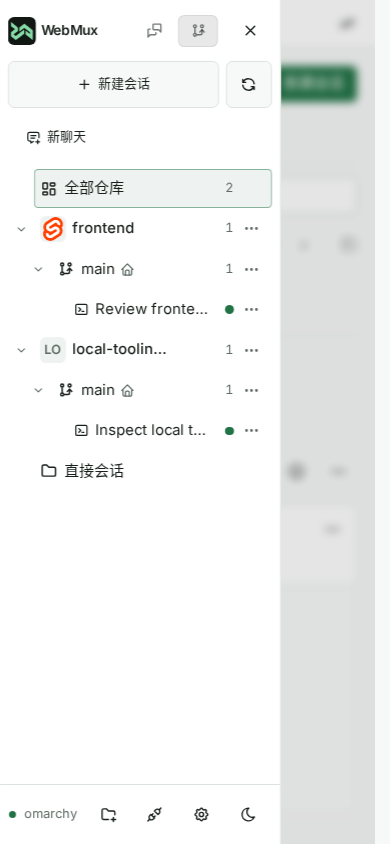 WebMux
新建会话
新聊天
全部仓库 2
frontend 1
main 1
Review fronte...
LO local-toolin... 1
main 1
Inspect local t...
直接会话
omarchy